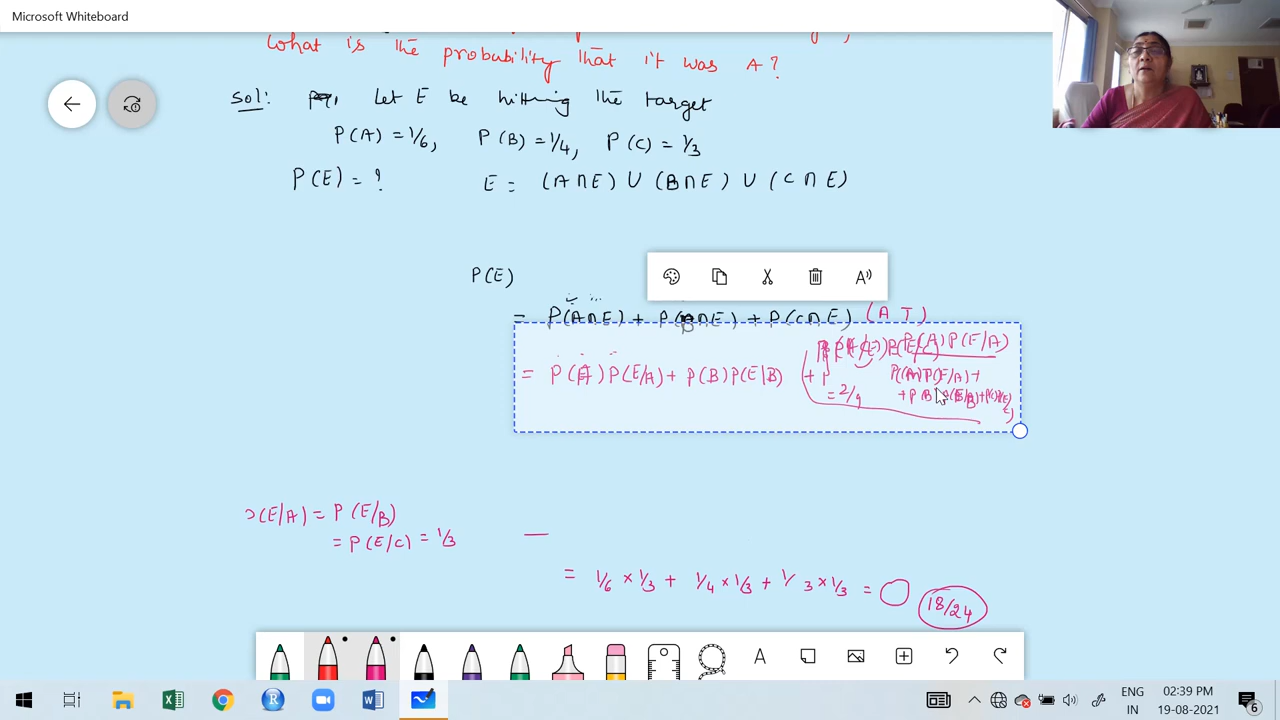 Microsoft Whiteboard
What is the probability that it was A?
Sol: Let E be hitting the target
P(A) = 1/6, P(B) = 1/4, P(C) = 1/3
P(E) = ? E = (A∩E) ∪ (B∩E) ∪ (C∩E)
P(E)
= P(A∩E) + P(B∩E) + P(C∩E) (AT)
= P(A) P(E/A) + P(B) P(E/B) + P
P(A) P(E/A)
P(A) P(E/A) +
= 2/9
(E/A) = P(E/B)
= P(E/C) = 1/3
= 1/6 × 1/3 + 1/4 × 1/3 + 1/3 × 1/3 = 18/24
ENG
IN
02:39 PM
19-08-2021
6